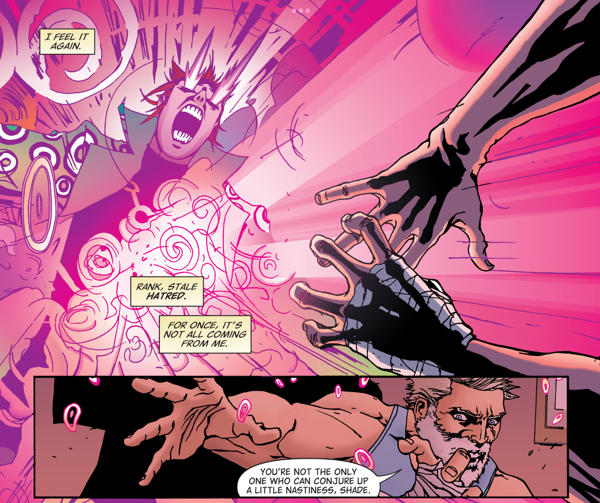 I FEEL IT
AGAIN.
RANK, STALE
HATRED.
FOR ONCE, IT'S
NOT ALL COMING
FROM ME.
YOU'RE NOT THE ONLY
ONE WHO CAN CONJURE UP
A LITTLE NASTINESS, SHADE.